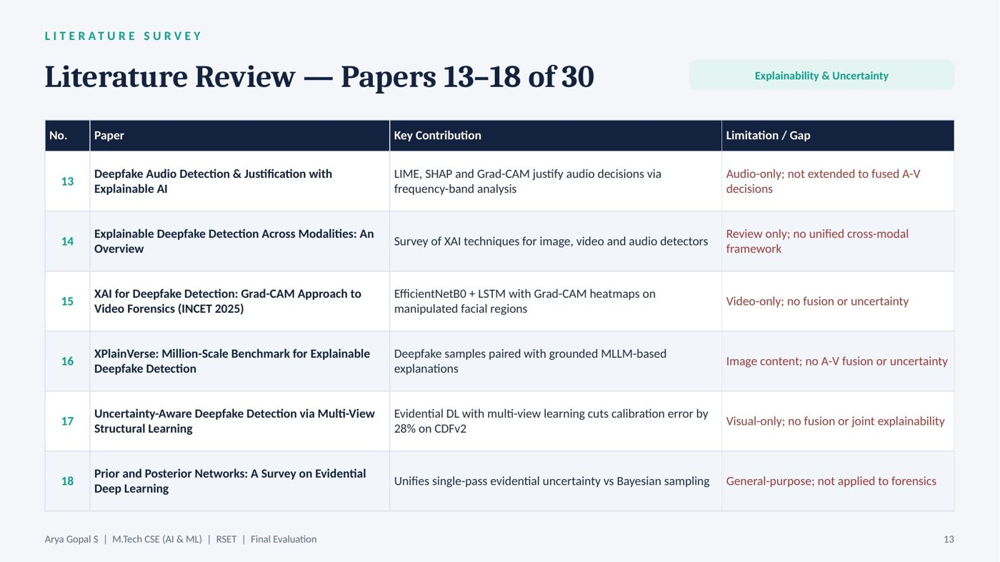 LITERATURE SURVEY
Literature Review — Papers 13–18 of 30
Explainability & Uncertainty
No.
Paper
Key Contribution
Limitation / Gap
13
Deepfake Audio Detection & Justification with
Explainable AI
LIME, SHAP and Grad-CAM justify audio decisions via
frequency-band analysis
Audio-only; not extended to fused A-V
decisions
14
Explainable Deepfake Detection Across Modalities: An
Overview
Survey of XAI techniques for image, video and audio detectors
Review only; no unified cross-modal
framework
15
XAI for Deepfake Detection: Grad-CAM Approach to
Video Forensics (INCET 2025)
EfficientNetB0 + LSTM with Grad-CAM heatmaps on
manipulated facial regions
Video-only; no fusion or uncertainty
16
XPlainVerse: Million-Scale Benchmark for Explainable
Deepfake Detection
Deepfake samples paired with grounded MLLM-based
explanations
Image content; no A-V fusion or uncertainty
17
Uncertainty-Aware Deepfake Detection via Multi-View
Structural Learning
Evidential DL with multi-view learning cuts calibration error by
28% on CDFv2
Visual-only; no fusion or joint explainability
18
Prior and Posterior Networks: A Survey on Evidential
Deep Learning
Unifies single-pass evidential uncertainty vs Bayesian sampling
General-purpose; not applied to forensics
Arya Gopal S | M.Tech CSE (AI & ML) | RSET | Final Evaluation
13